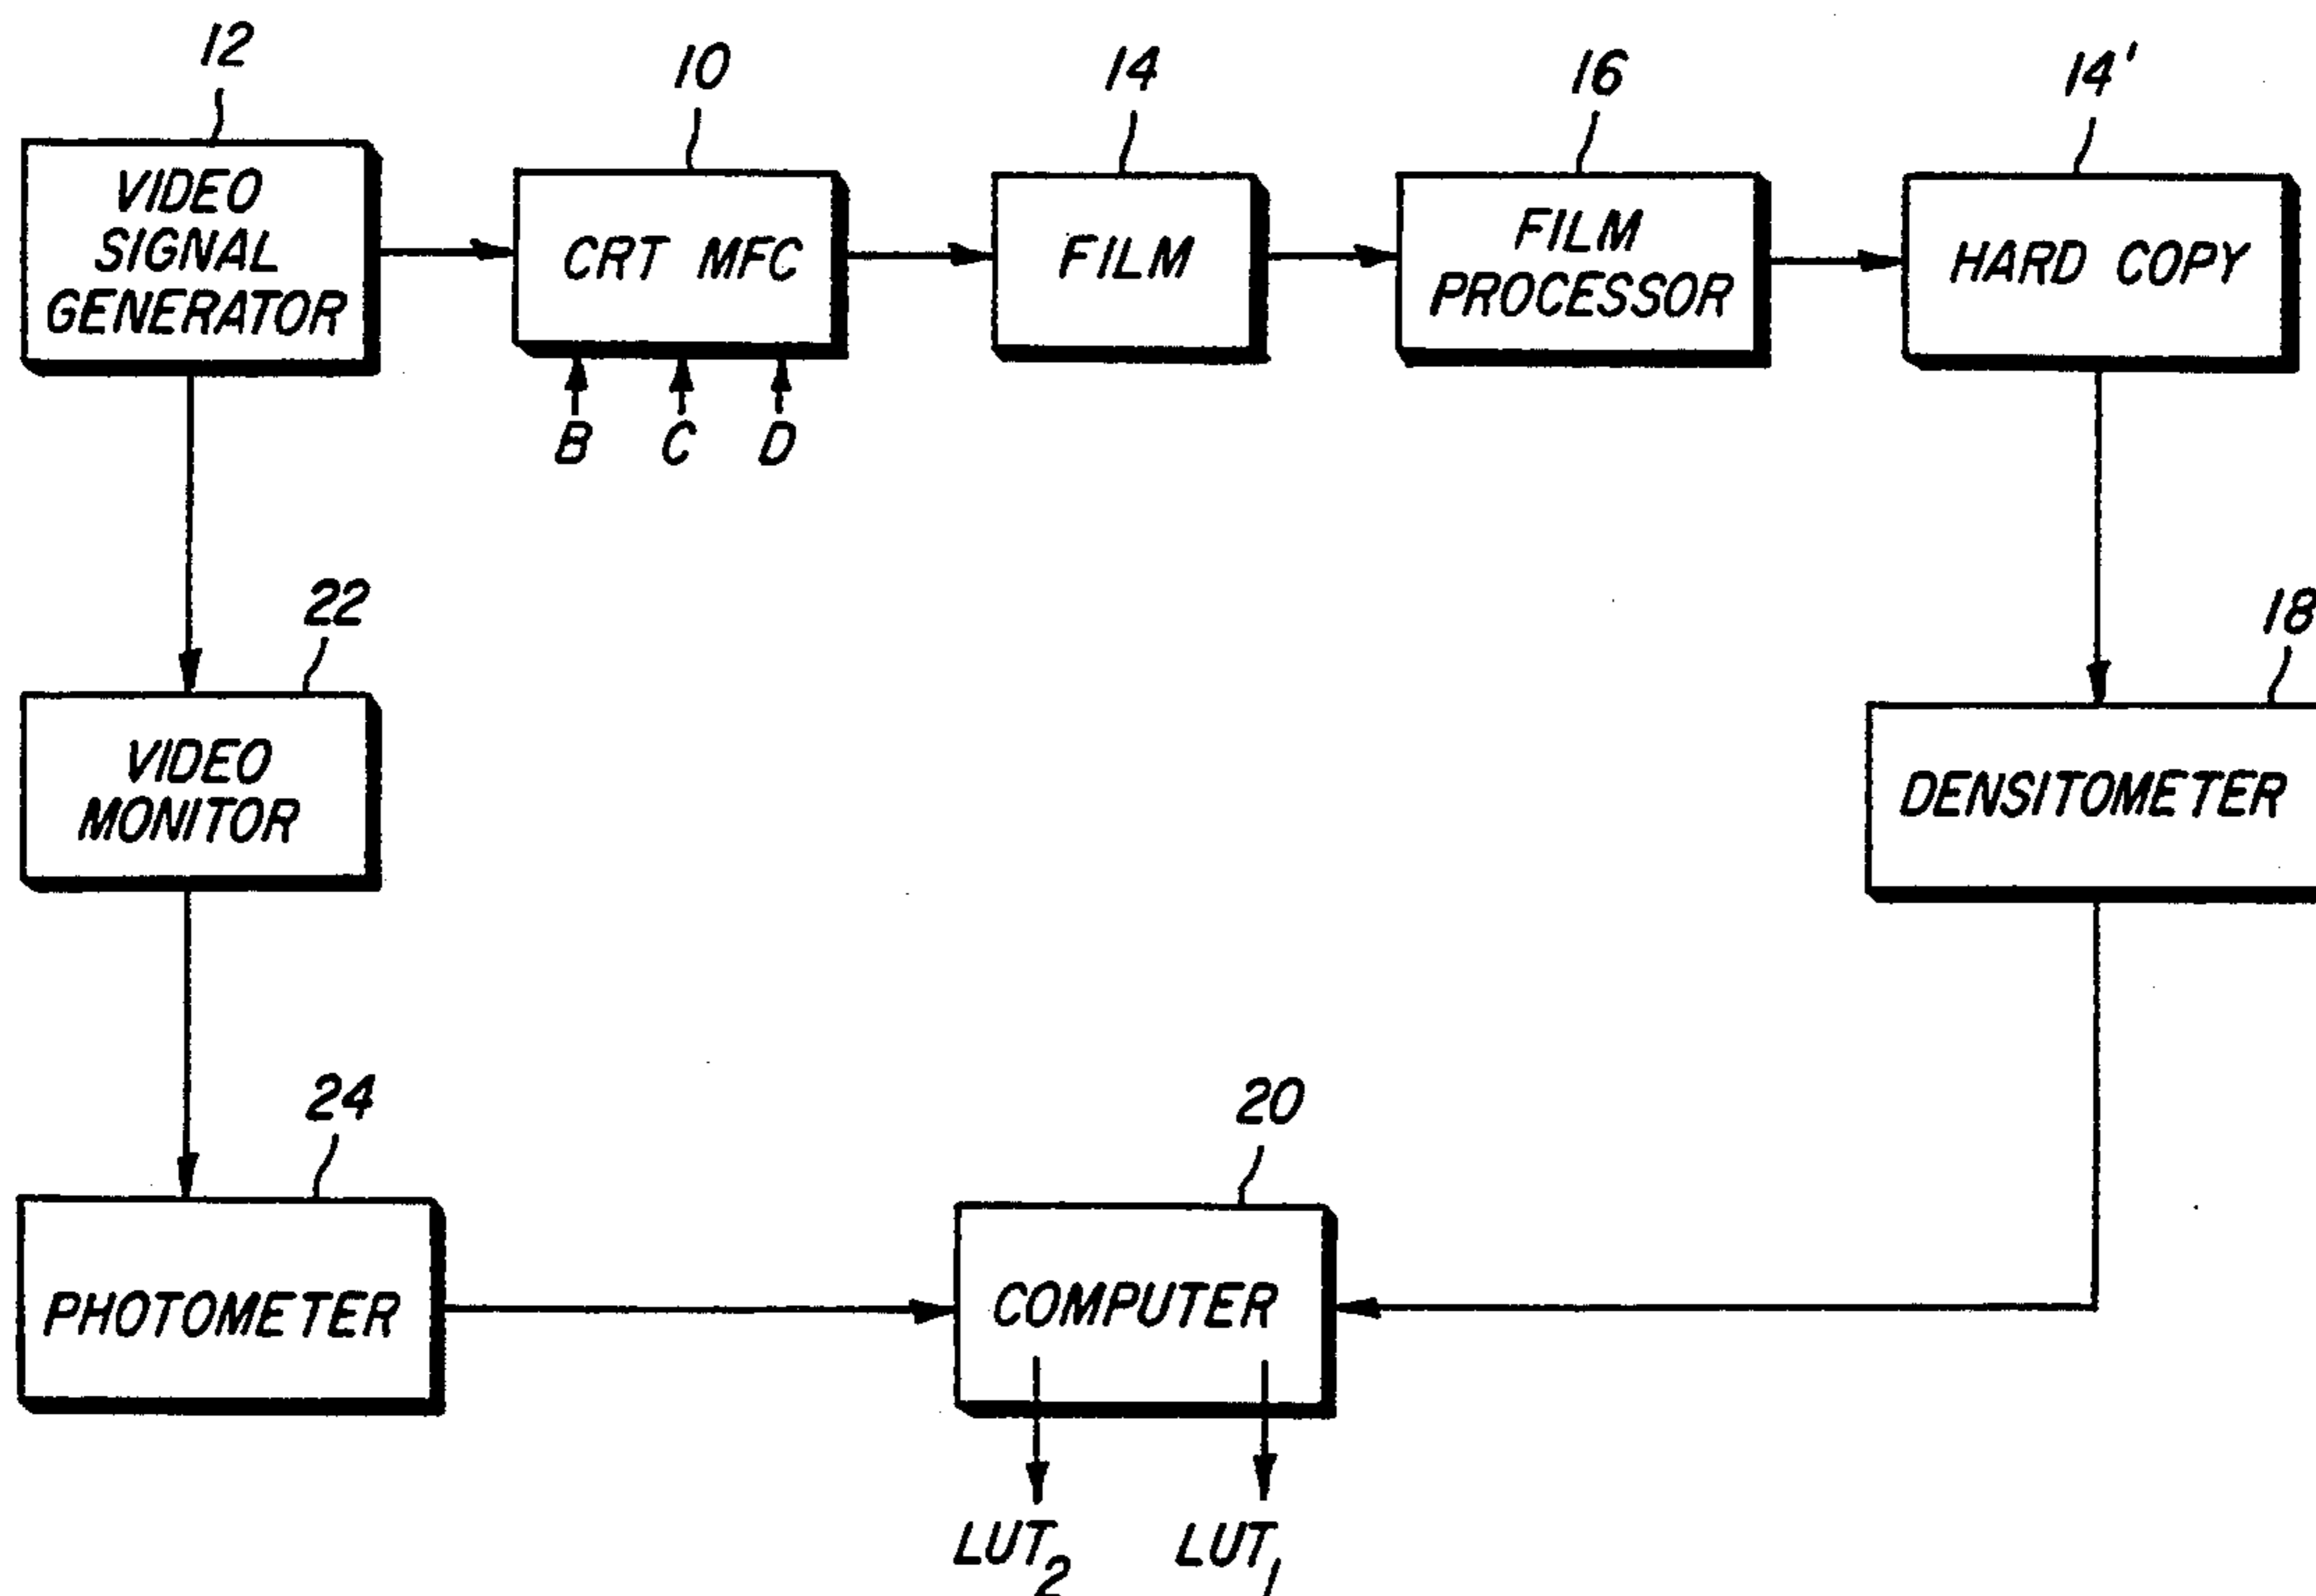 12
10
14
16
14'
VIDEO
SIGNAL
GENERATOR
CRT MFC
FILM
FILM
PROCESSOR
HARD COPY
B C D
22
18
VIDEO
MONITOR
DENSITOMETER
24
20
PHOTOMETER
COMPUTER
LUT2 LUT1